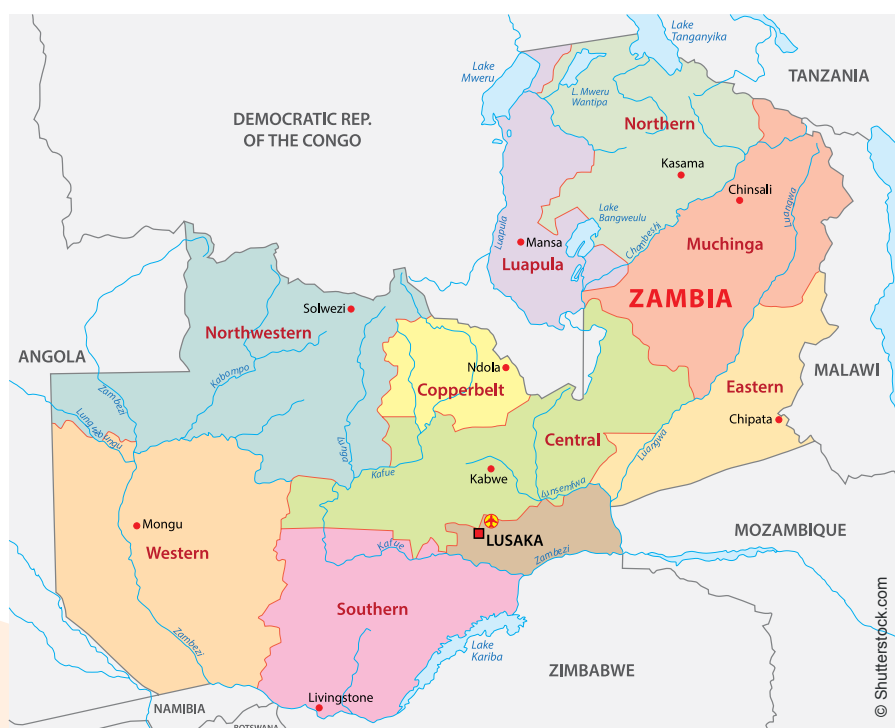 Lake
Tanganyika
Lake
Mweru
TANZANIA
L. Mweru
Wantipa
DEMOCRATIC REP.
OF THE CONGO
Northern
Kasama
Chinsali
Luangwa
Lake
Bangweulu
Luapula
Mansa
Chambeshi
Muchinga
Luapula
ZAMBIA
Solwezi
Northwestern
ANGOLA
Zambezi
Kabompo
Ndola
Copperbelt
Eastern
MALAWI
Lungwebungu
Chipata
Lunga
Central
Luangwa
Kafue
Kabwe
Lunsemfwa
Mongu
Western
MOZAMBIQUE
LUSAKA
Kafue
Zambezi
Southern
Zambezi
Lake
Kariba
ZIMBABWE
Livingstone
NAMIBIA
BOTSWANA
© Shutterstock.com